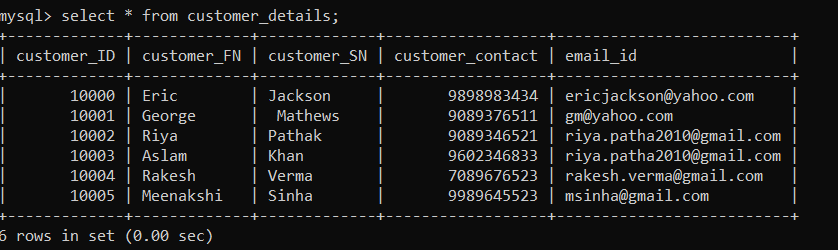 mysql> select * from customer_details;
+-------------+-------------+-------------+------------------+--------------------------+
| customer_ID | customer_FN | customer_SN | customer_contact | email_id                 |
+-------------+-------------+-------------+------------------+--------------------------+
|       10000 | Eric        | Jackson     |       9898983434 | ericjackson@yahoo.com    |
|       10001 | George      |  Mathews    |       9089376511 | gm@yahoo.com             |
|       10002 | Riya        | Pathak      |       9089346521 | riya.patha2010@gmail.com |
|       10003 | Aslam       | Khan        |       9602346833 | riya.patha2010@gmail.com |
|       10004 | Rakesh      | Verma       |       7089676523 | rakesh.verma@gmail.com   |
|       10005 | Meenakshi   | Sinha       |       9989645523 | msinha@gmail.com         |
+-------------+-------------+-------------+------------------+--------------------------+
6 rows in set (0.00 sec)